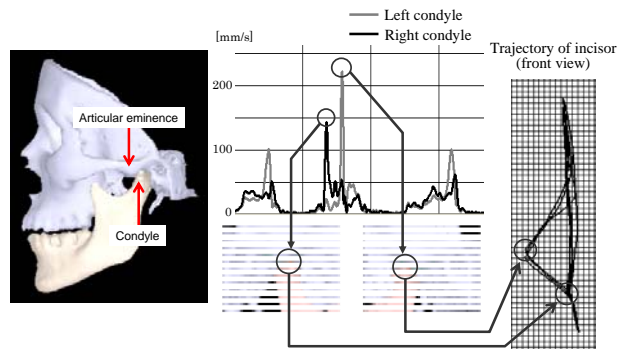 Left condyle
Right condyle
[mm/s]
Trajectory of incisor
(front view)
200
100
0
Articular eminence
Condyle